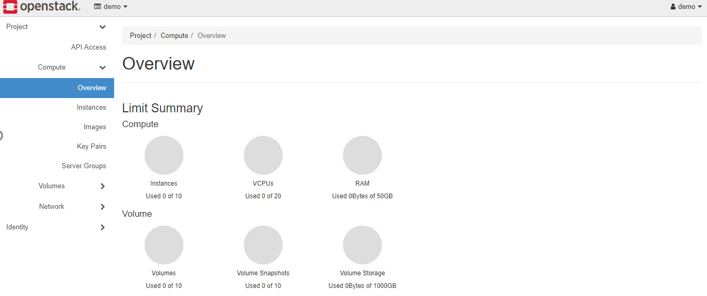 openstack. demo demo
Project
API Access
Compute
Overview
Instances
Images
Key Pairs
Server Groups
Volumes
Network
Identity
Project / Compute / Overview
Overview
Limit Summary
Compute
Instances VCPUs RAM
Used 0 of 10 Used 0 of 20 Used 0Bytes of 50GB
Volume
Volumes Volume Snapshots Volume Storage
Used 0 of 10 Used 0 of 10 Used 0Bytes of 1000GB